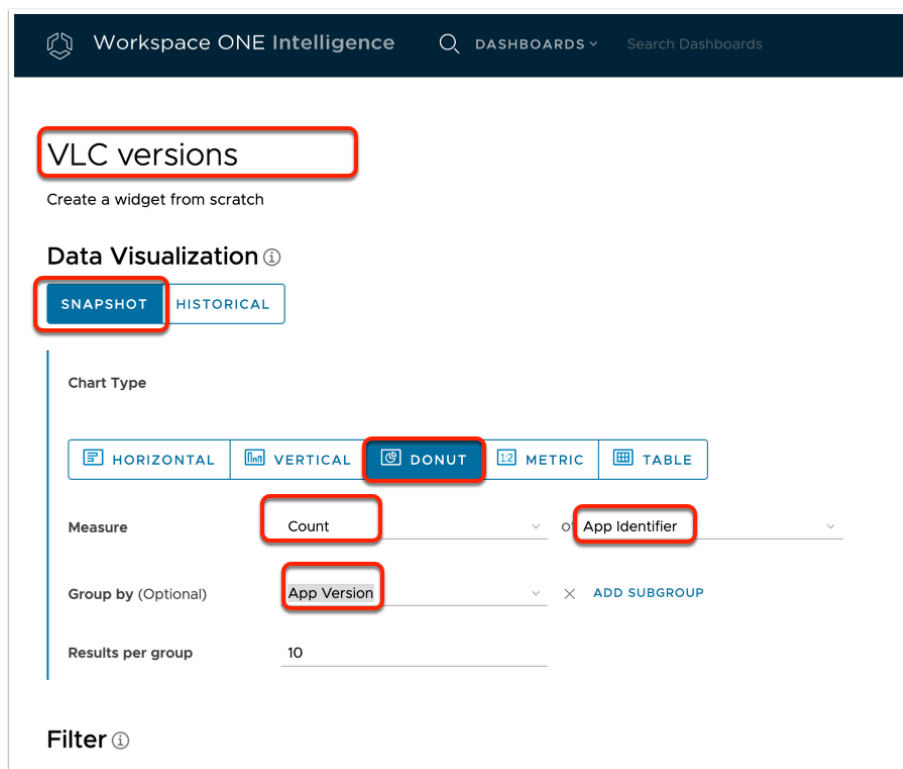 Workspace ONE Intelligence DASHBOARDS Search Dashboards
VLC versions
Create a widget from scratch
Data Visualization
SNAPSHOT HISTORICAL
Chart Type
HORIZONTAL VERTICAL DONUT 12 METRIC TABLE
Measure Count of App Identifier
Group by (Optional) App Version ADD SUBGROUP
Results per group 10
Filter